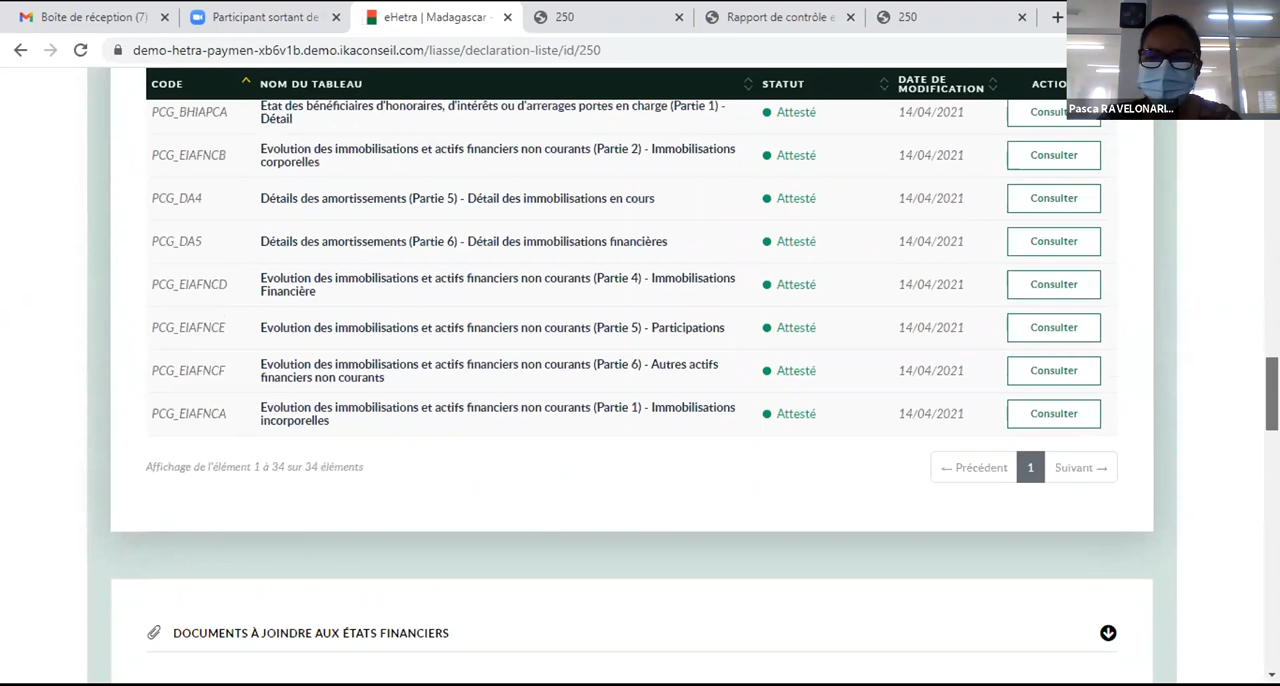 Boîte de réception (7)
Participant sortant de
eHetra | Madagascar -
250
Rapport de contrôle e
250
demo-hetra-paymen-xb6v1b.demo.ikaconseil.com/liasse/declaration-liste/id/250
Pasca RAVELONARI...
CODE NOM DU TABLEAU STATUT DATE DE MODIFICATION ACTIO
PCG_BHIAPCA Etat des bénéficiaires d'honoraires, d'intérêts ou d'arrerages portes en charge (Partie 1) - Attesté 14/04/2021 Consult
Détail
PCG_EIAFNCB Evolution des immobilisations et actifs financiers non courants (Partie 2) - Immobilisations Attesté 14/04/2021 Consulter
corporelles
PCG_DA4 Détails des amortissements (Partie 5) - Détail des immobilisations en cours Attesté 14/04/2021 Consulter
PCG_DA5 Détails des amortissements (Partie 6) - Détail des immobilisations financières Attesté 14/04/2021 Consulter
PCG_EIAFNCD Evolution des immobilisations et actifs financiers non courants (Partie 4) - Immobilisations Attesté 14/04/2021 Consulter
Financière
PCG_EIAFNCE Evolution des immobilisations et actifs financiers non courants (Partie 5) - Participations Attesté 14/04/2021 Consulter
PCG_EIAFNCF Evolution des immobilisations et actifs financiers non courants (Partie 6) - Autres actifs Attesté 14/04/2021 Consulter
financiers non courants
PCG_EIAFNCA Evolution des immobilisations et actifs financiers non courants (Partie 1) - Immobilisations Attesté 14/04/2021 Consulter
incorporelles
Affichage de l'élément 1 à 34 sur 34 éléments
← Précédent 1 Suivant →
DOCUMENTS À JOINDRE AUX ÉTATS FINANCIERS